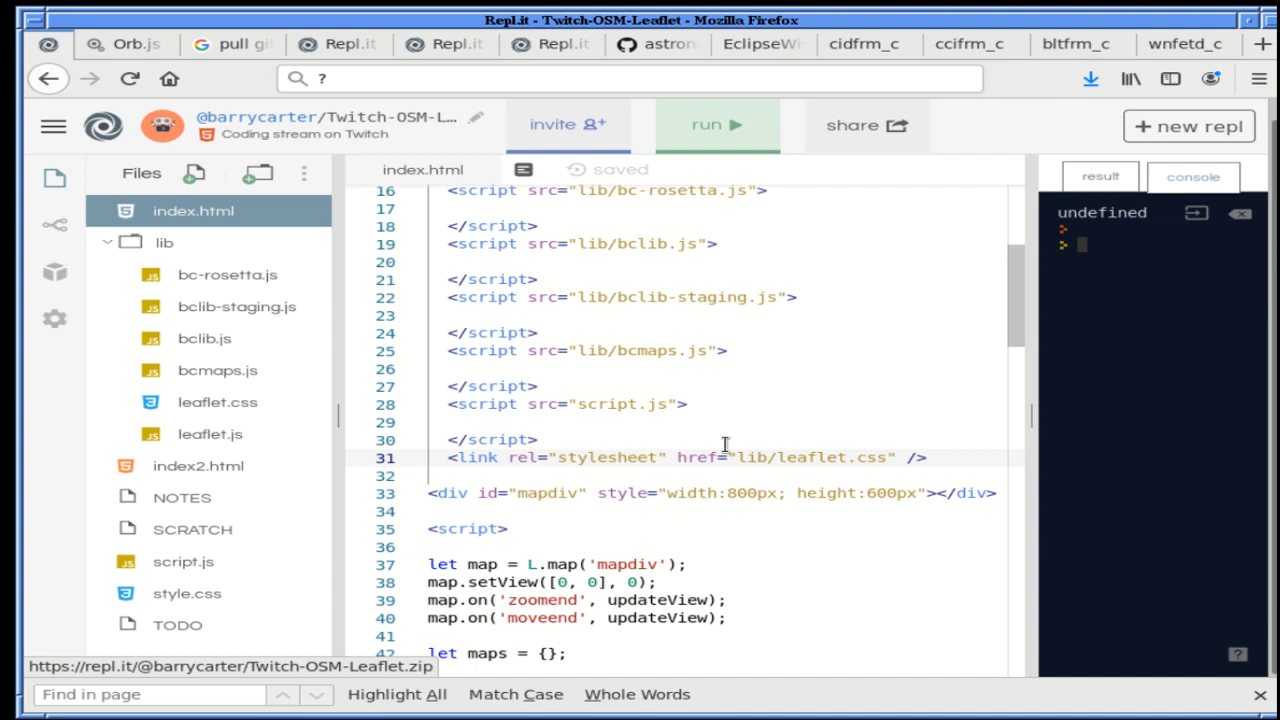 Repl.it - Twitch-OSM-Leaflet - Mozilla Firefox
Orb.js
pull gi
Repl.it
Repl.it
Repl.it
astron
EclipseWi
cidfrm_c
ccifrm_c
bltfrm_c
wnfetd_c
?
@barrycarter/Twitch-OSM-L...
Coding stream on Twitch
invite
run
share
+ new repl
Files
index.html
saved
result
console
index.html
lib
bc-rosetta.js
bclib-staging.js
bclib.js
bcmaps.js
leaflet.css
leaflet.js
index2.html
NOTES
SCRATCH
script.js
style.css
TODO
16 <script src="lib/bc-rosetta.js">
17
18 </script>
19 <script src="lib/bclib.js">
20
21 </script>
22 <script src="lib/bclib-staging.js">
23
24 </script>
25 <script src="lib/bcmaps.js">
26
27 </script>
28 <script src="script.js">
29
30 </script>
31 <link rel="stylesheet" href="lib/leaflet.css" />
32
33 <div id="mapdiv" style="width:800px; height:600px"></div>
34
35 <script>
36
37 let map = L.map('mapdiv');
38 map.setView([0, 0], 0);
39 map.on('zoomend', updateView);
40 map.on('moveend', updateView);
41
42 let maps = {};
undefined
>
>
?
https://repl.it/@barrycarter/Twitch-OSM-Leaflet.zip
Find in page
Highlight All
Match Case
Whole Words